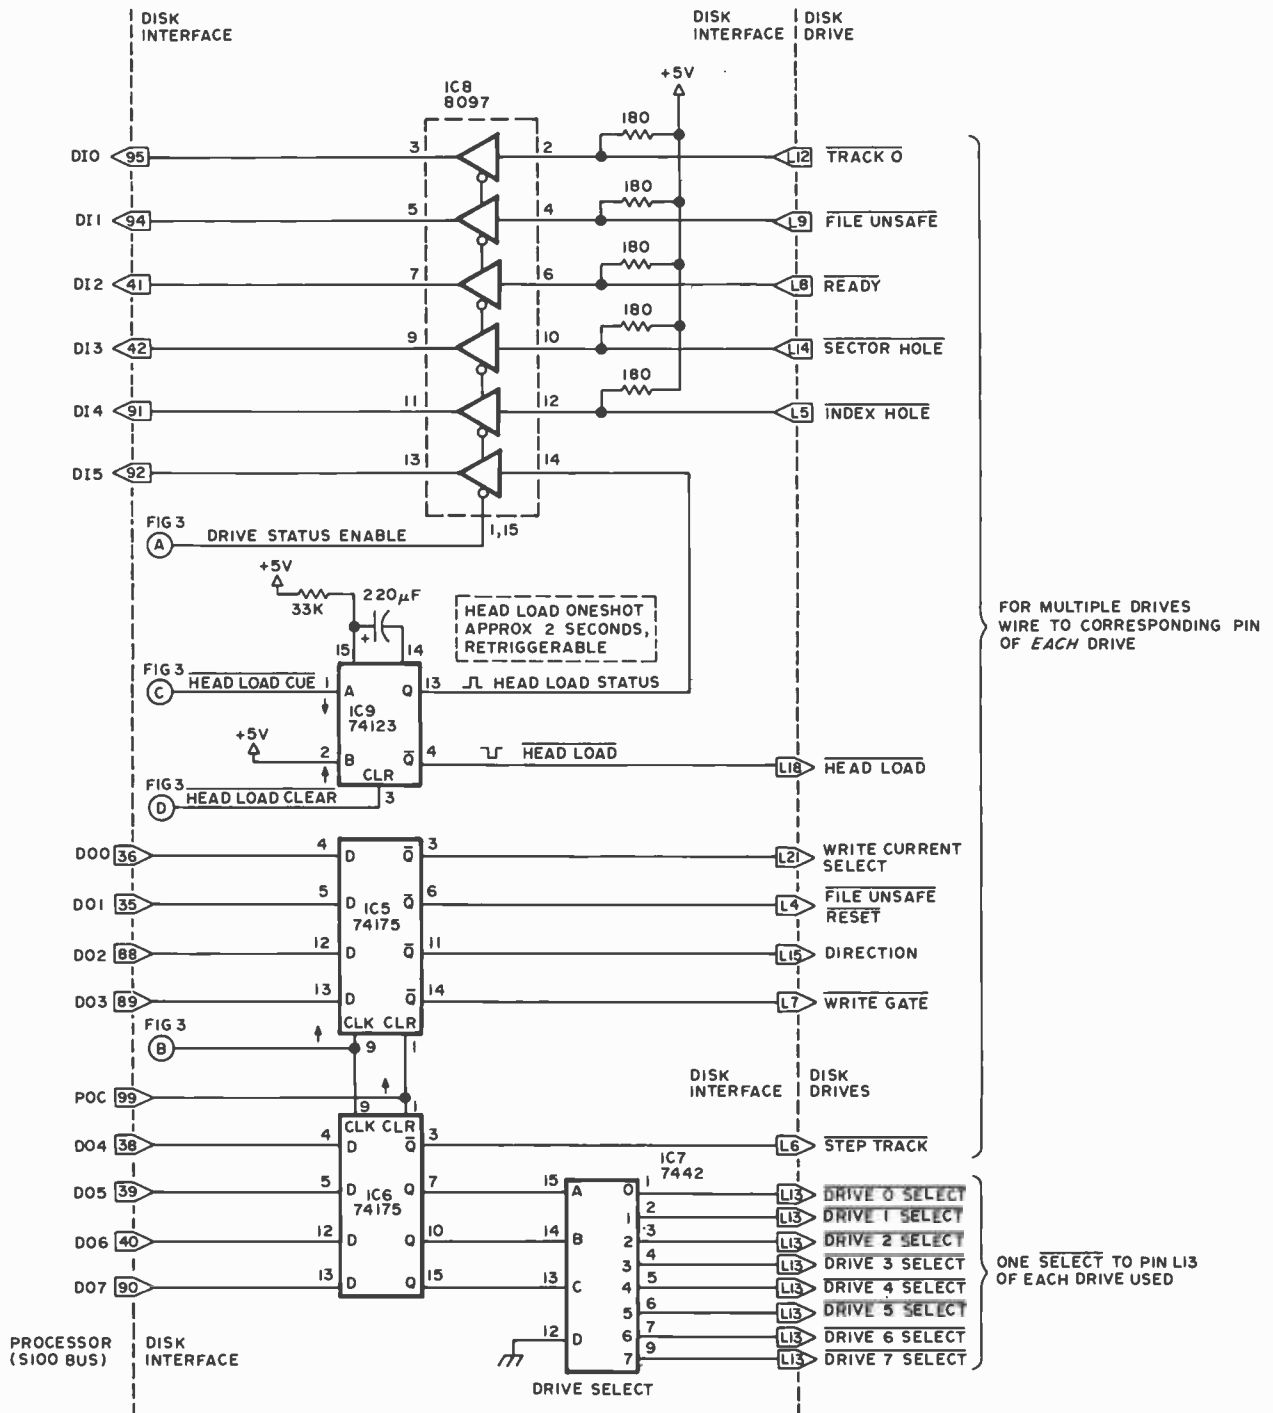 DISK
INTERFACE
DISK
INTERFACE
DISK
DRIVE
+5V
IC8
8097
180
DI0 95 3 2 L12 TRACK 0
180
DI1 94 5 4 L9 FILE UNSAFE
180
DI2 41 7 6 L8 READY
180
DI3 42 9 10 L14 SECTOR HOLE
180
DI4 91 11 12 L5 INDEX HOLE
DI5 92 13 14
FIG 3
A DRIVE STATUS ENABLE 1,15
+5V
33K
220µF
+
HEAD LOAD ONESHOT
APPROX 2 SECONDS,
RETRIGGERABLE
FOR MULTIPLE DRIVES
WIRE TO CORRESPONDING PIN
OF EACH DRIVE
15 14
FIG 3
C HEAD LOAD CUE 1 A Q 13 HEAD LOAD STATUS
IC9
74123
+5V
2 B Q 4 HEAD LOAD L18 HEAD LOAD
CLR
FIG 3
D HEAD LOAD CLEAR 3
DO0 36 4 D Q 3 L21 WRITE CURRENT
SELECT
DO1 35 5 D Q 6 L4 FILE UNSAFE
RESET
IC5
74175
DO2 88 12 D Q 11 L15 DIRECTION
DO3 89 13 D Q 14 L7 WRITE GATE
CLK CLR
FIG 3
B 9 1
DISK
INTERFACE
DISK
DRIVES
POC 99
9 1
CLK CLR
DO4 38 4 D Q 3 L6 STEP TRACK
IC7
7442
DO5 39 5 D Q 7 15 A 0 1 L13 DRIVE 0 SELECT
IC6
74175
1 2 L13 DRIVE 1 SELECT
DO6 40 12 D Q 10 14 B 2 3 L13 DRIVE 2 SELECT
3 4 L13 DRIVE 3 SELECT
DO7 90 13 D Q 15 13 C 4 5 L13 DRIVE 4 SELECT
5 6 L13 DRIVE 5 SELECT
12 D 6 7 L13 DRIVE 6 SELECT
7 9 L13 DRIVE 7 SELECT
ONE SELECT TO PIN L13
OF EACH DRIVE USED
PROCESSOR
(S100 BUS)
DISK
INTERFACE
DRIVE SELECT